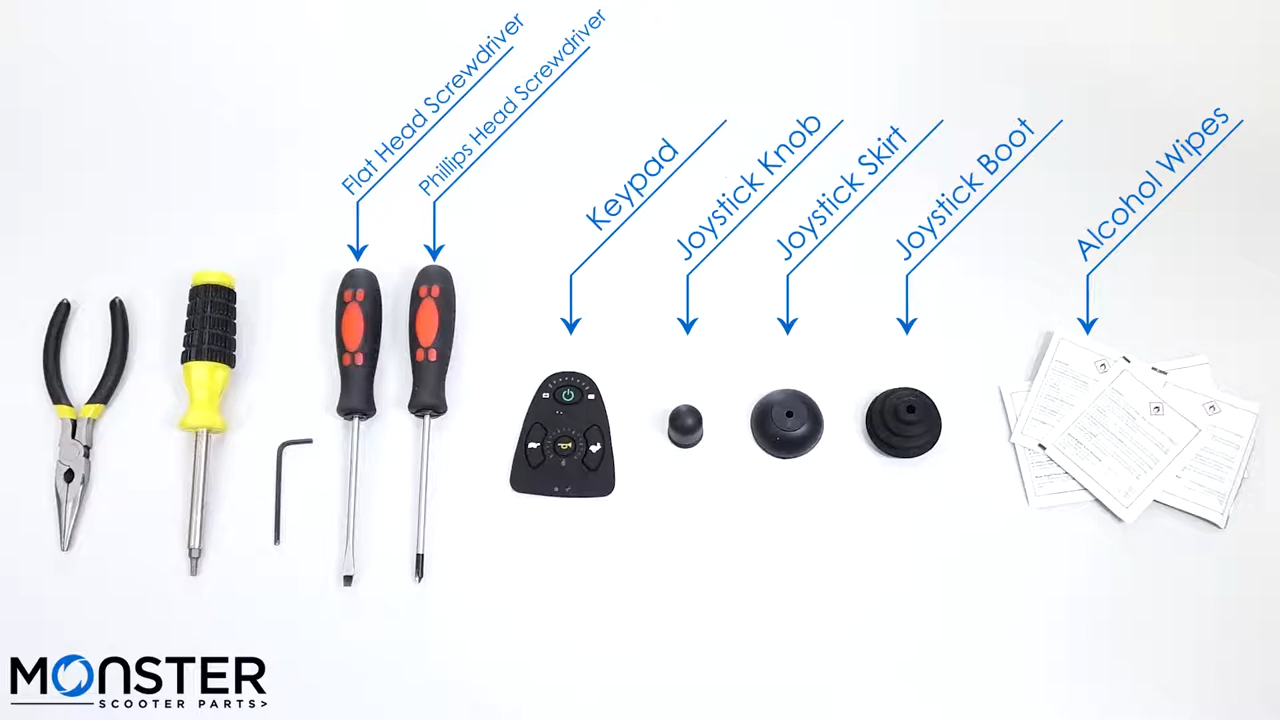 Flat Head Screwdriver
Phillips Head Screwdriver
Keypad
Joystick Knob
Joystick Skirt
Joystick Boot
Alcohol Wipes
MONSTER
SCOOTER PARTS>